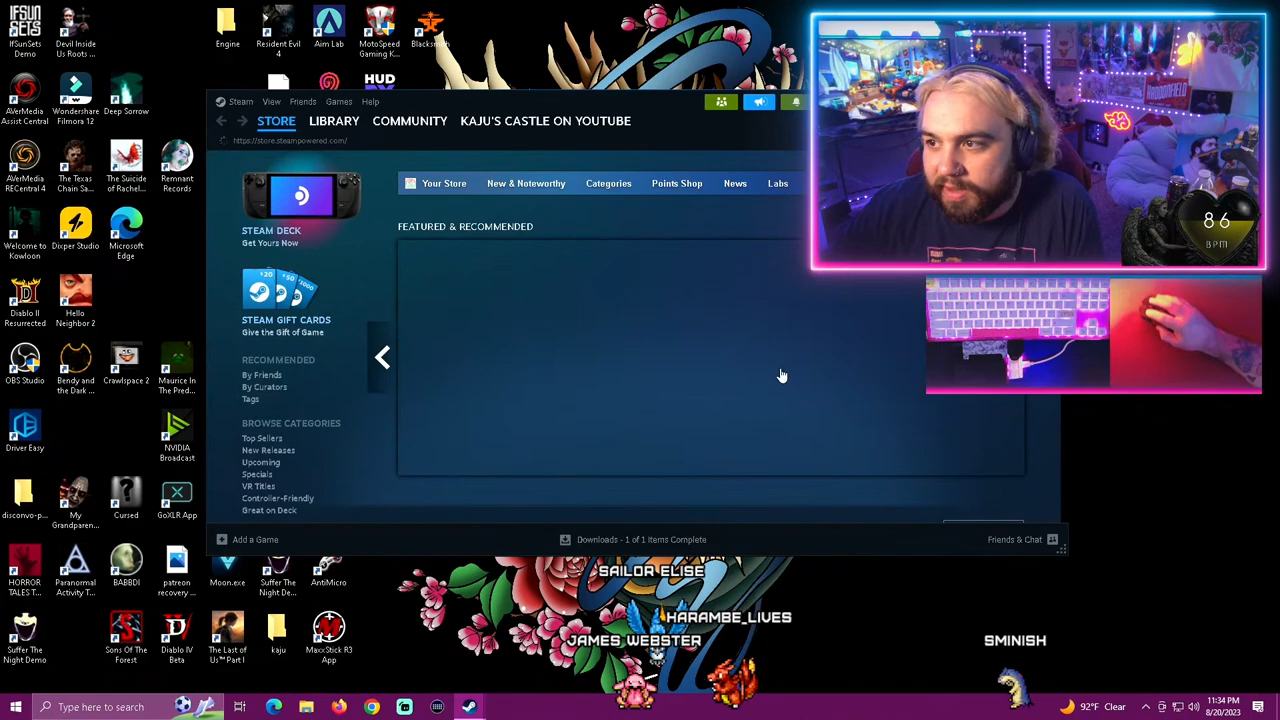 IfSunSets
Demo
Devil Inside
Us Roots ...
Engine
Resident Evil
4
Aim Lab
MotoSpeed
Gaming K...
Blacksmith
AVerMedia
Assist Central
Wondershare
Filmora 12
Deep Sorrow
HUD
AVerMedia
RECentral 4
The Texas
Chain Sa...
The Suicide
of Rachel...
Remnant
Records
Welcome to
Kowloon
Dixper Studio
Microsoft
Edge
Diablo II
Resurrected
Hello
Neighbor 2
OBS Studio
Bendy and
the Dark ...
Crawlspace 2
Maurice In
The Pred...
Driver Easy
NVIDIA
Broadcast
disconvo-p...
My
Grandparen...
Cursed
GoXLR App
HORROR
TALES T...
Paranormal
Activity T...
BABBDI
patreon
recovery ...
Moon.exe
Suffer The
Night De...
AntiMicro
Suffer The
Night Demo
Sons Of The
Forest
Diablo IV
Beta
The Last of
Us™ Part I
kaju
MaxxStick R3
App
Steam View Friends Games Help
STORE LIBRARY COMMUNITY KAJU'S CASTLE ON YOUTUBE
https://store.steampowered.com/
Your Store New & Noteworthy Categories Points Shop News Labs
STEAM DECK
Get Yours Now
$20
$50
STEAM GIFT CARDS
Give the Gift of Game
RECOMMENDED
By Friends
By Curators
Tags
BROWSE CATEGORIES
Top Sellers
New Releases
Upcoming
Specials
VR Titles
Controller-Friendly
Great on Deck
FEATURED & RECOMMENDED
Add a Game
Downloads - 1 of 1 Items Complete
Friends & Chat
HADDONFIELD
86
BPM
SAILOR ELISE
HARAMBE_LIVES
JAMES WEBSTER
SMINISH
Type here to search
92°F Clear
11:34 PM
8/20/2023